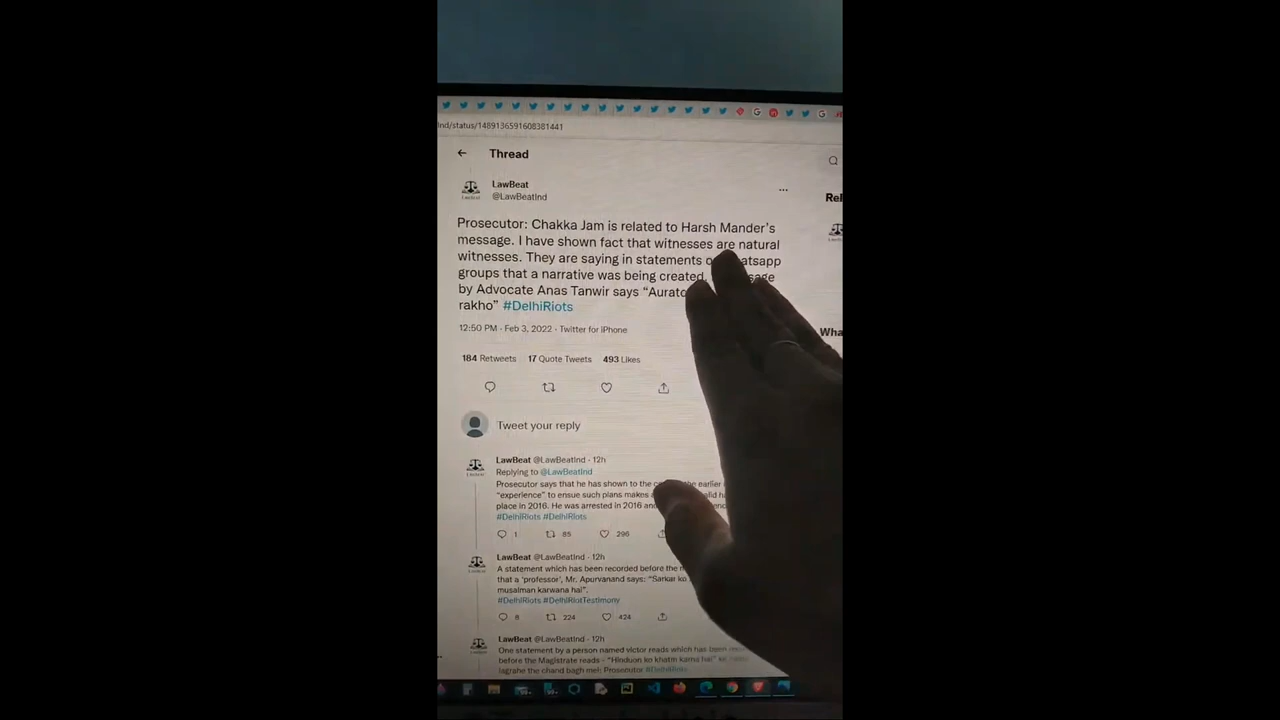 Ind/status/1489136591608381441
Thread
LawBeat
@LawBeatInd
Prosecutor: Chakka Jam is related to Harsh Mander's
message. I have shown fact that witnesses are natural
witnesses. They are saying in statements
groups that a narrative was being created,
by Advocate Anas Tanwir says
rakho" #DelhiRiots
12:50 PM · Feb 3, 2022 · Twitter for iPhone
184 Retweets 17 Quote Tweets 493 Likes
Tweet your reply
LawBeat @LawBeatInd · 12h
Replying to @LawBeatInd
Prosecutor says that he has shown to the earlier
"experience" to ensue such plans makes
place in 2016. He was arrested in 2016
#DelhiRiots #DelhiRiots
1 85 296
LawBeat @LawBeatInd · 12h
A statement which has been recorded before the
that a 'professor', Mr. Apurvanand says: "Sarkar ko
musalman karwana hai".
#DelhiRiots #DelhiRiotTestimony
6 224 424
LawBeat @LawBeatInd · 12h
One statement by a person named victor reads which has been
before the Magistrate reads - "Hinduon ko khatm karna hai"
lagrahe the chand bagh mei: Prosecutor #DelhiRiots